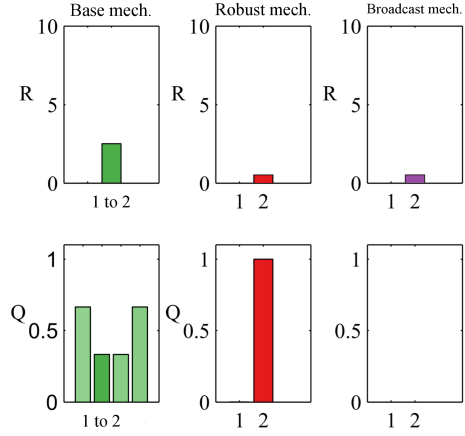 Base mech. Robust mech. Broadcast mech.
10 10 10
R R R
5 5 5
0 0 0
1 to 2 1 2 1 2
1 1 1
Q Q
0.5 0.5 0.5
0 0 0
1 to 2 1 2 1 2